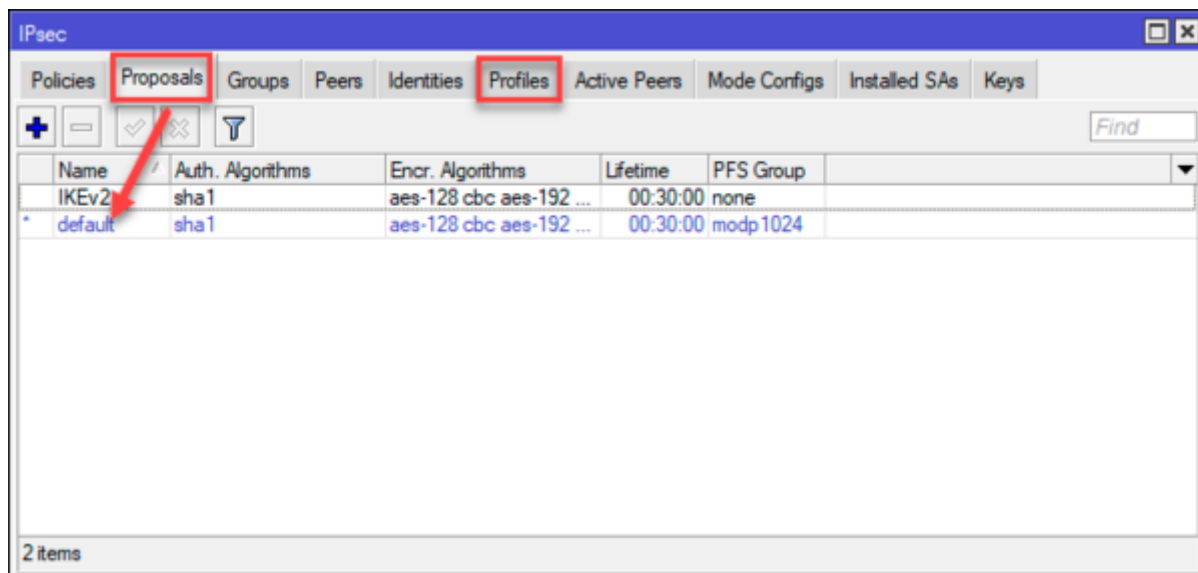 IPsec
Policies Proposals Groups Peers Identities Profiles Active Peers Mode Configs Installed SAs Keys
Find
Name Auth. Algorithms Encr. Algorithms Lifetime PFS Group
IKEv2 sha1 aes-128 cbc aes-192 ... 00:30:00 none
* default sha1 aes-128 cbc aes-192 ... 00:30:00 modp1024
2 items